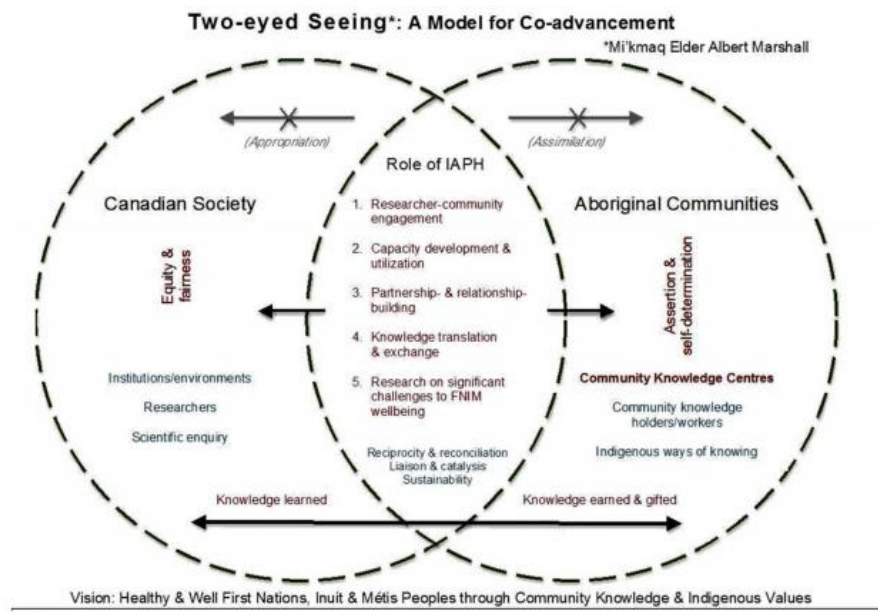 Two-eyed Seeing*: A Model for Co-advancement
*Mi'kmaq Elder Albert Marshall
(Appropriation)
(Assimilation)
Role of IAPH
Canadian Society
Aboriginal Communities
Equity &
fairness
1. Researcher-community
engagement
2. Capacity development &
utilization
3. Partnership- & relationship-
building
4. Knowledge translation
& exchange
5. Research on significant
challenges to FNIM
wellbeing
Assertion &
self-determination
Institutions/environments
Researchers
Scientific enquiry
Community Knowledge Centres
Community knowledge
holders/workers
Indigenous ways of knowing
Reciprocity & reconciliation
Liaison & catalysis
Sustainability
Knowledge learned
Knowledge earned & gifted
Vision: Healthy & Well First Nations, Inuit & Métis Peoples through Community Knowledge & Indigenous Values